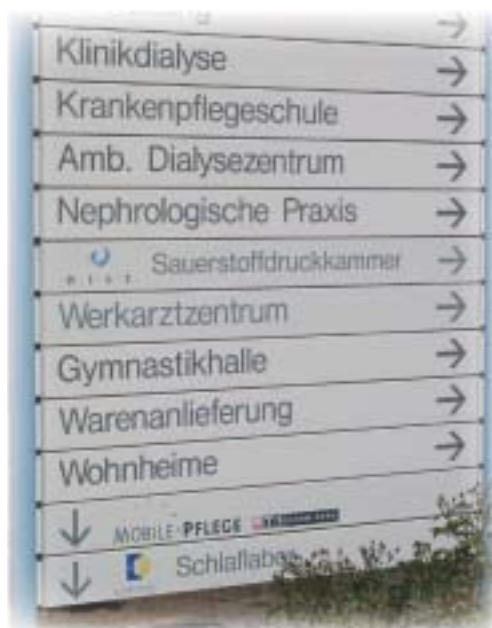 Klinikdialyse
Krankenpflegeschule
Amb. Dialysezentrum
Nephrologische Praxis
Sauerstoffdruckkammer
Werkarztzentrum
Gymnastikhalle
Warenanlieferung
Wohnheime
MOBILE·PFLEGE